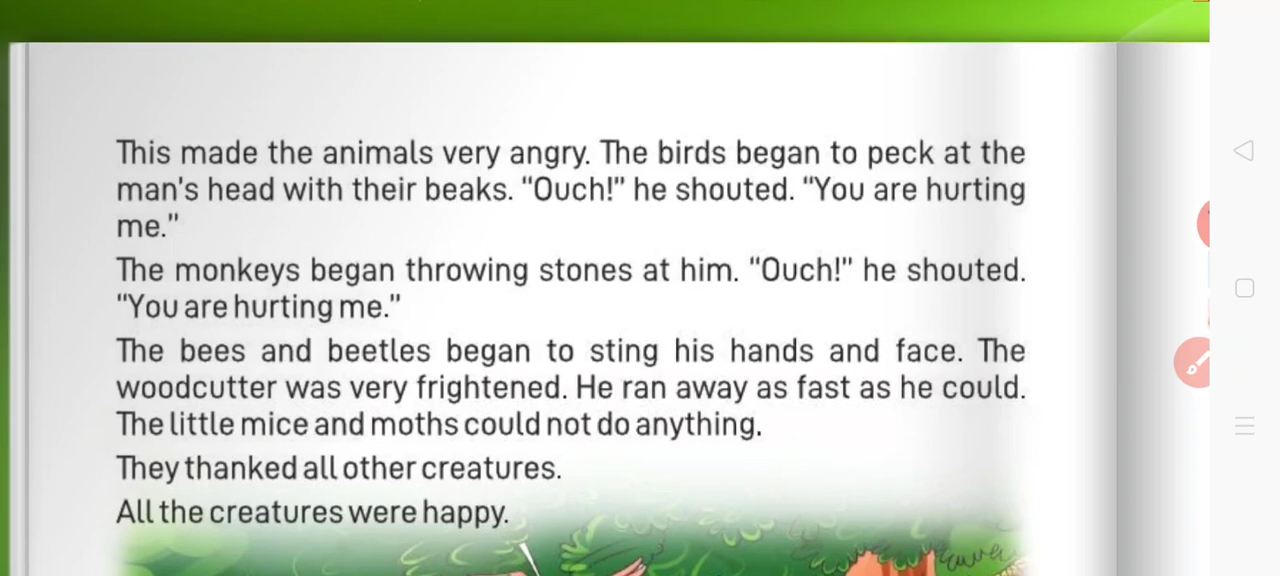 This made the animals very angry. The birds began to peck at the
man's head with their beaks. "Ouch!" he shouted. "You are hurting
me."
The monkeys began throwing stones at him. "Ouch!" he shouted.
"You are hurting me."
The bees and beetles began to sting his hands and face. The
woodcutter was very frightened. He ran away as fast as he could.
The little mice and moths could not do anything.
They thanked all other creatures.
All the creatures were happy.